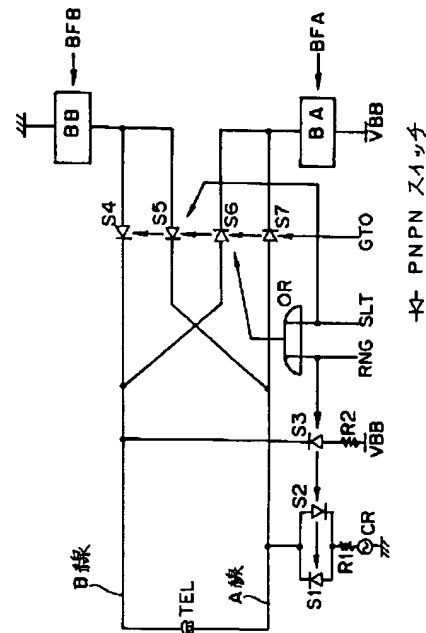 BFB
BB
S4
S5
S6
S7
BFA
BA
VBB
GTO
OR
SLT
RNG
S3
R2
VBB
S2
S1
R1
CR
B線
TEL
A線
PNPN スイッチ